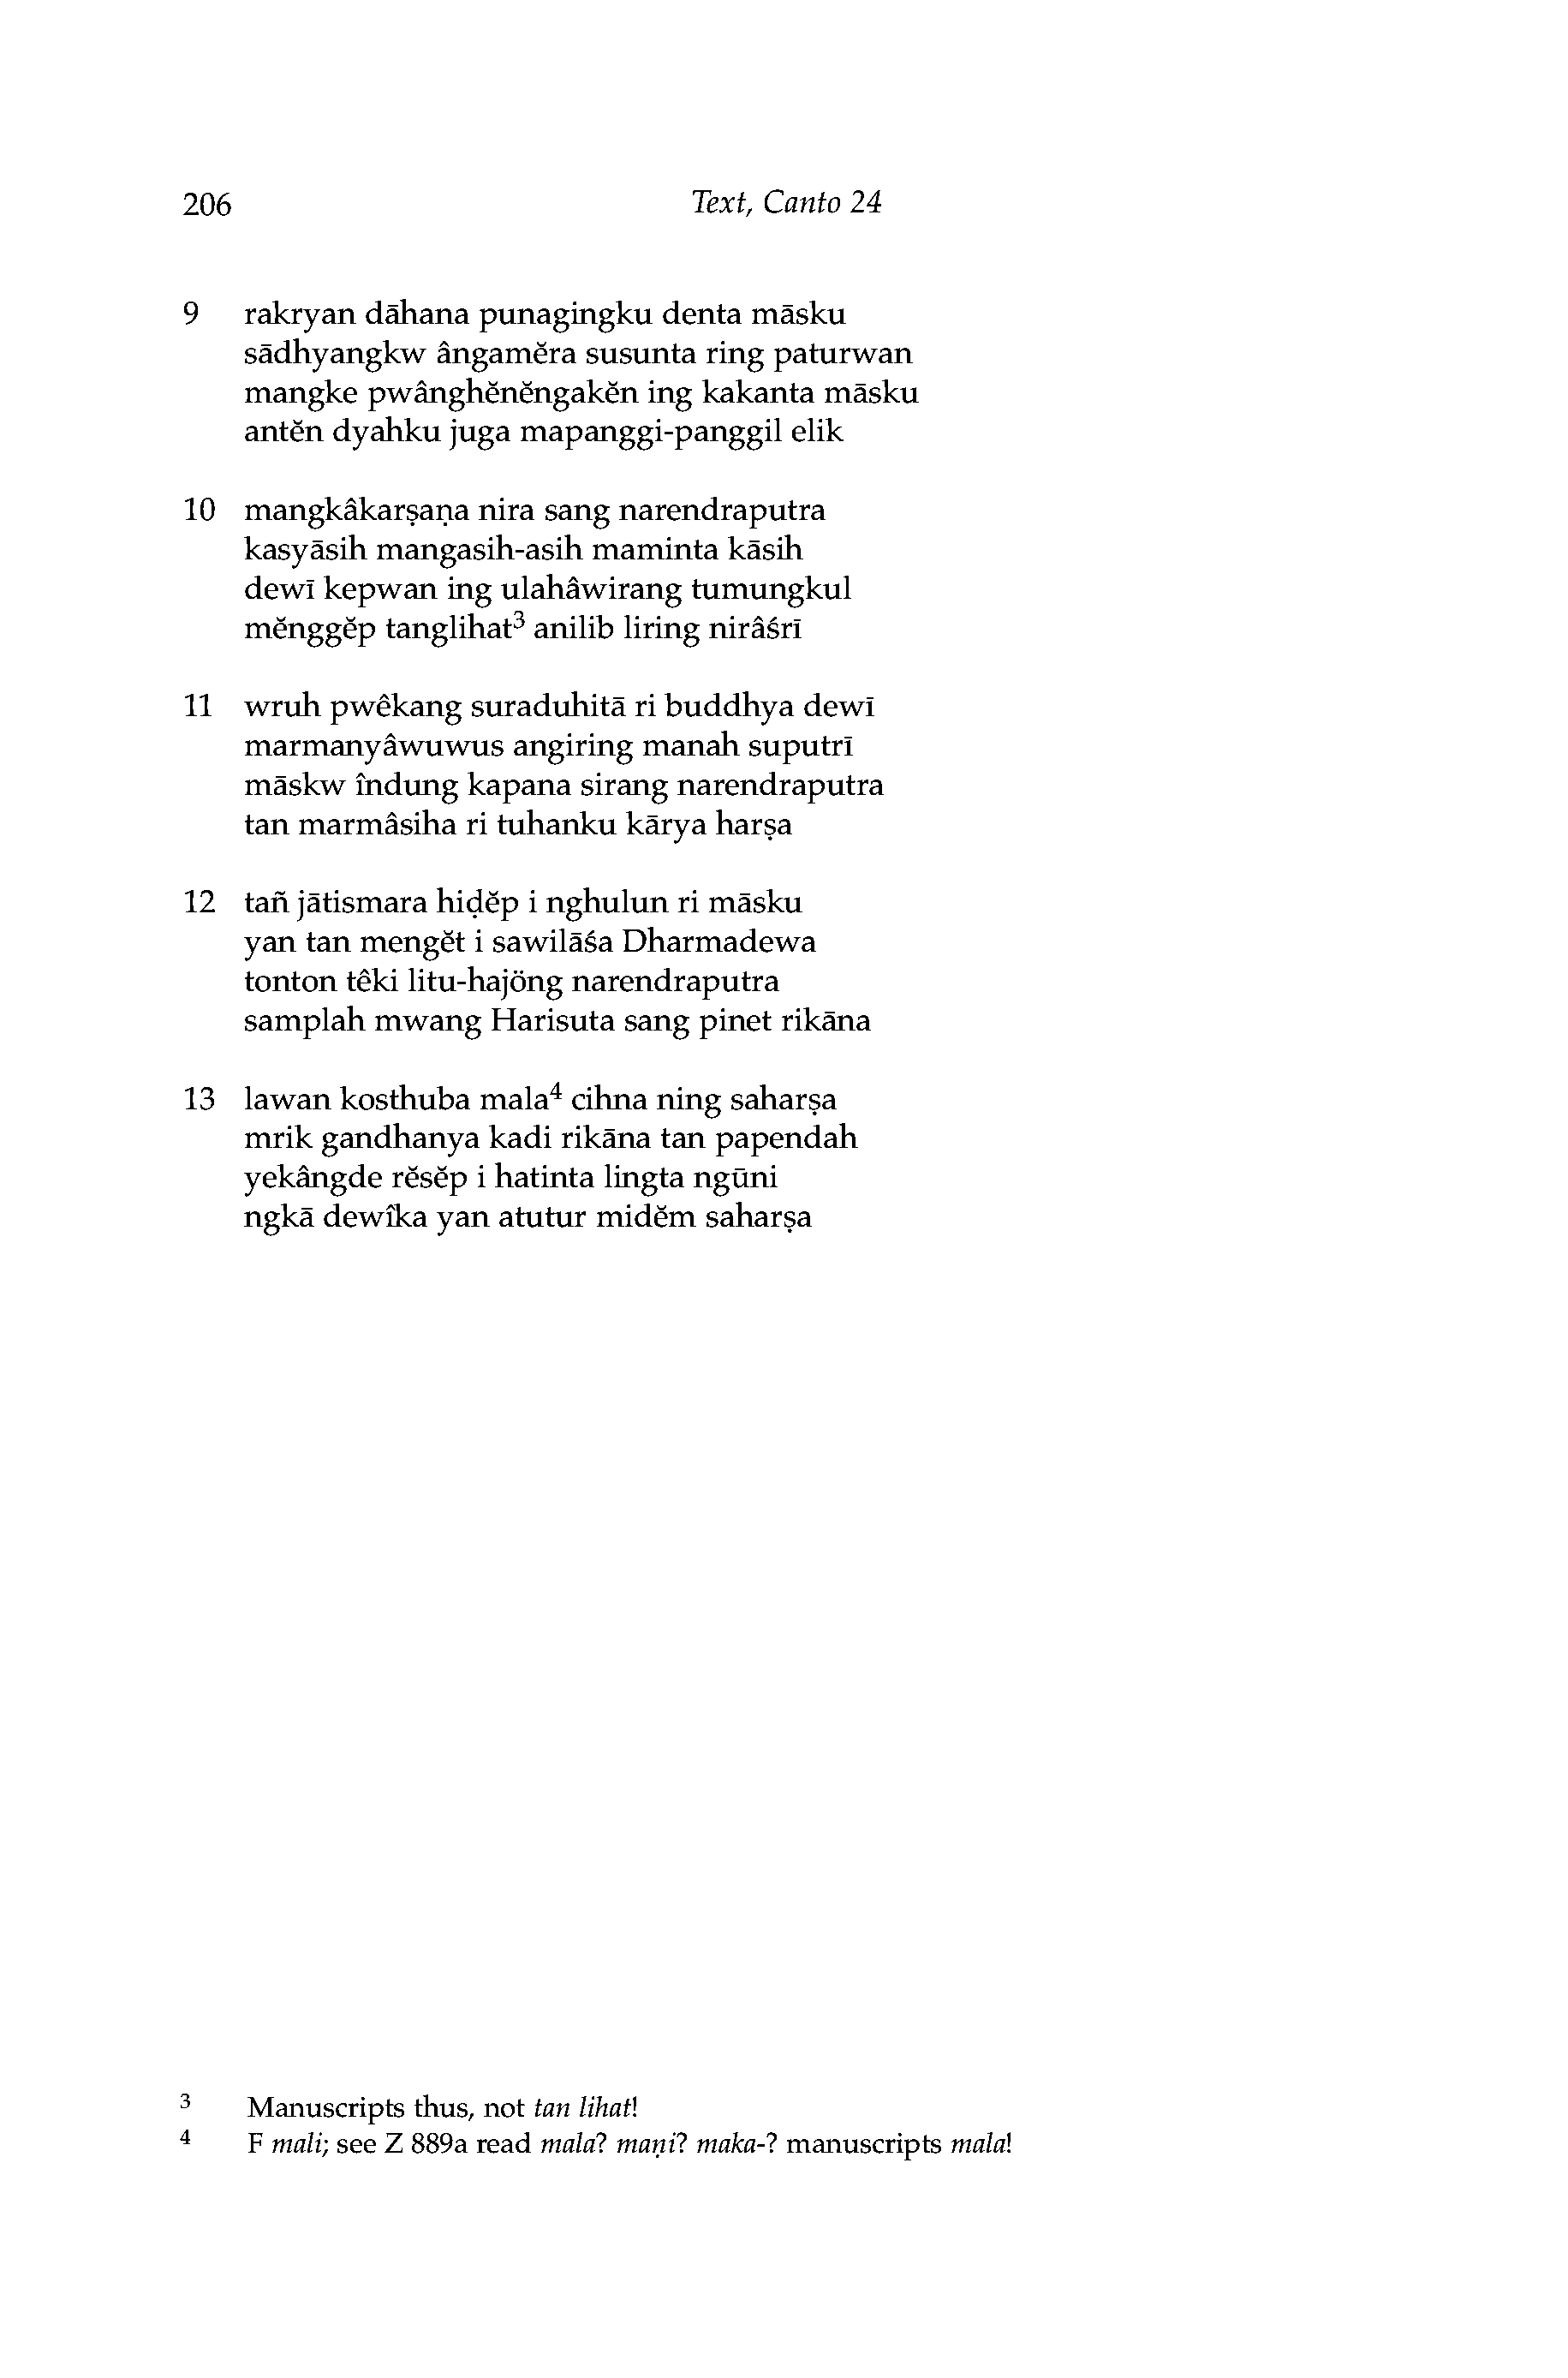 206 Text, Canto 24
9 rakryan dāhana punagingku denta māsku
sādhyangkw ângamĕra susunta ring paturwan
mangke pwânghĕnĕngakĕn ing kakanta māsku
antĕn dyahku juga mapanggi-panggil elik
10 mangkâkarṣaṇa nira sang narendraputra
kasyāsih mangasih-asih maminta kāsih
dewī kepwan ing ulahâwirang tumungkul
mĕnggĕp tanglihat³ anilib liring nirâśrī
11 wruh pwêkang suraduhitā ri buddhya dewī
marmanyâwuwus angiring manah suputrī
māskw îndung kapana sirang narendraputra
tan marmâsiha ri tuhanku kārya harṣa
12 tañ jātismara hiḍĕp i nghulun ri māsku
yan tan mengĕt i sawilāśa Dharmadewa
tonton têki litu-hajöng narendraputra
samplah mwang Harisuta sang pinet rikāna
13 lawan kosthuba mala⁴ cihna ning saharṣa
mrik gandhanya kadi rikāna tan papendah
yekângde rĕsĕp i hatinta lingta ngūni
ngkā dewîka yan atutur midĕm saharṣa
³ Manuscripts thus, not tan lihat!
⁴ F mali; see Z 889a read mala? maṇi? maka-? manuscripts mala!